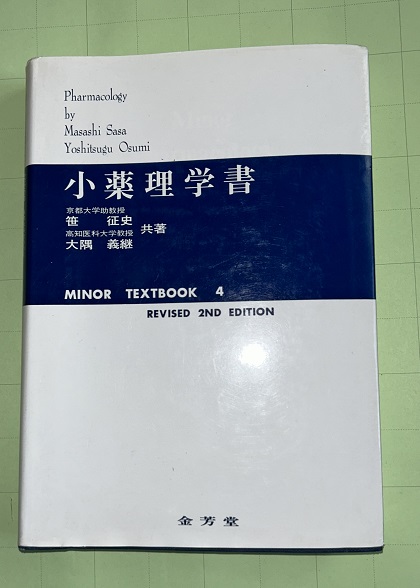 Pharmacology
by
Masashi Sasa
Yoshitsugu Osumi
小薬理学書
京都大学助教授
笹 征史
高知医科大学教授
大隅 義継
共著
MINOR TEXTBOOK 4
REVISED 2ND EDITION
金芳堂